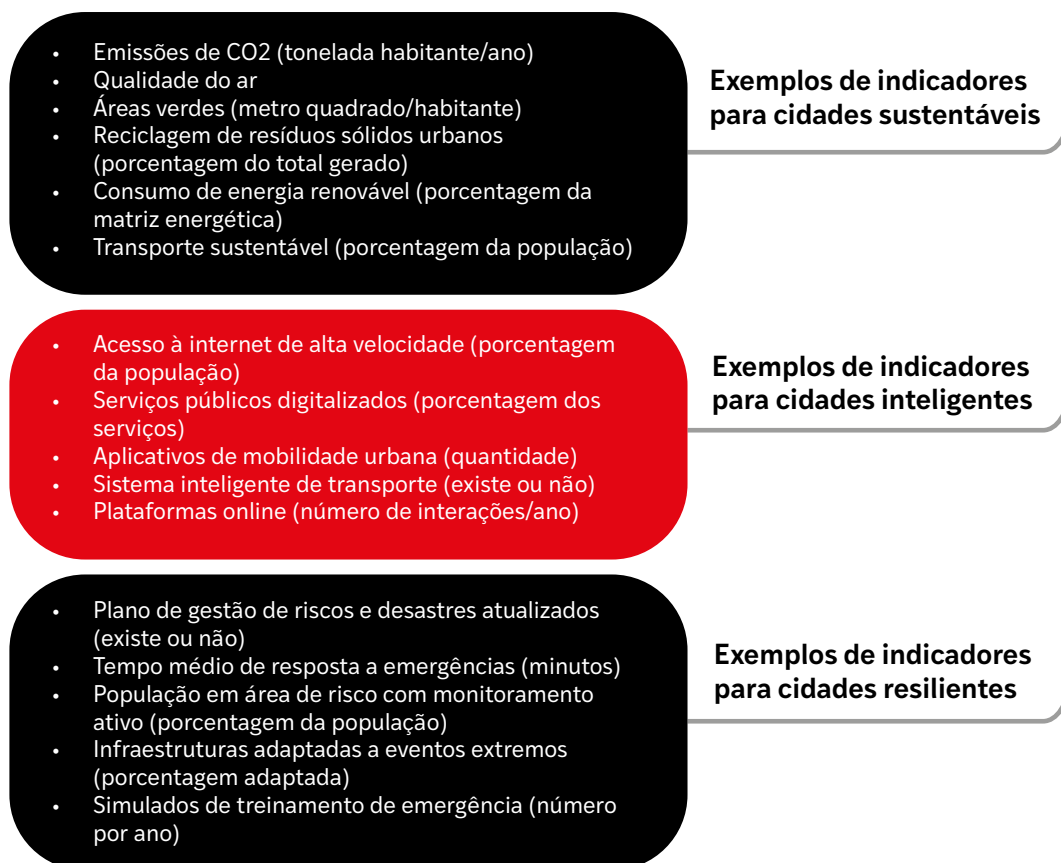 • Emissões de CO2 (tonelada habitante/ano)
• Qualidade do ar
• Áreas verdes (metro quadrado/habitante)
• Reciclagem de resíduos sólidos urbanos
(porcentagem do total gerado)
• Consumo de energia renovável (porcentagem da
matriz energética)
• Transporte sustentável (porcentagem da população)
Exemplos de indicadores
para cidades sustentáveis
• Acesso à internet de alta velocidade (porcentagem
da população)
• Serviços públicos digitalizados (porcentagem dos
serviços)
• Aplicativos de mobilidade urbana (quantidade)
• Sistema inteligente de transporte (existe ou não)
• Plataformas online (número de interações/ano)
Exemplos de indicadores
para cidades inteligentes
• Plano de gestão de riscos e desastres atualizados
(existe ou não)
• Tempo médio de resposta a emergências (minutos)
• População em área de risco com monitoramento
ativo (porcentagem da população)
• Infraestruturas adaptadas a eventos extremos
(porcentagem adaptada)
• Simulados de treinamento de emergência (número
por ano)
Exemplos de indicadores
para cidades resilientes